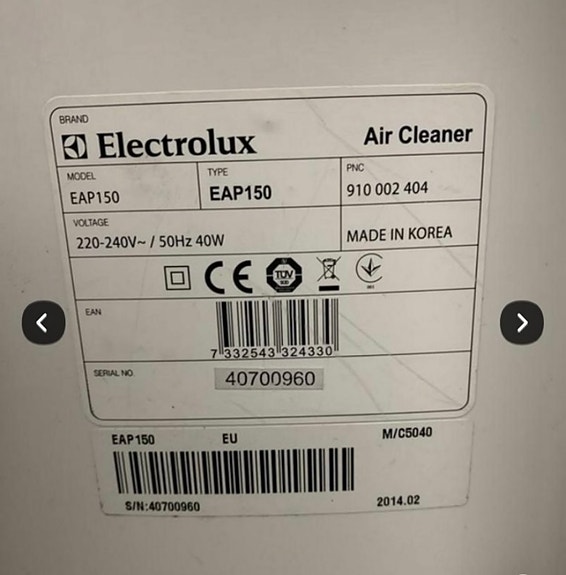 BRAND
Electrolux
Air Cleaner
MODEL
EAP150
TYPE
EAP150
PNC
910 002 404
VOLTAGE
220-240V~ / 50Hz 40W
MADE IN KOREA
CE
TÜV
EAN
7 332543 324330
SERIAL NO.
40700960
EAP150 EU M/C5040
S/N:40700960 2014.02